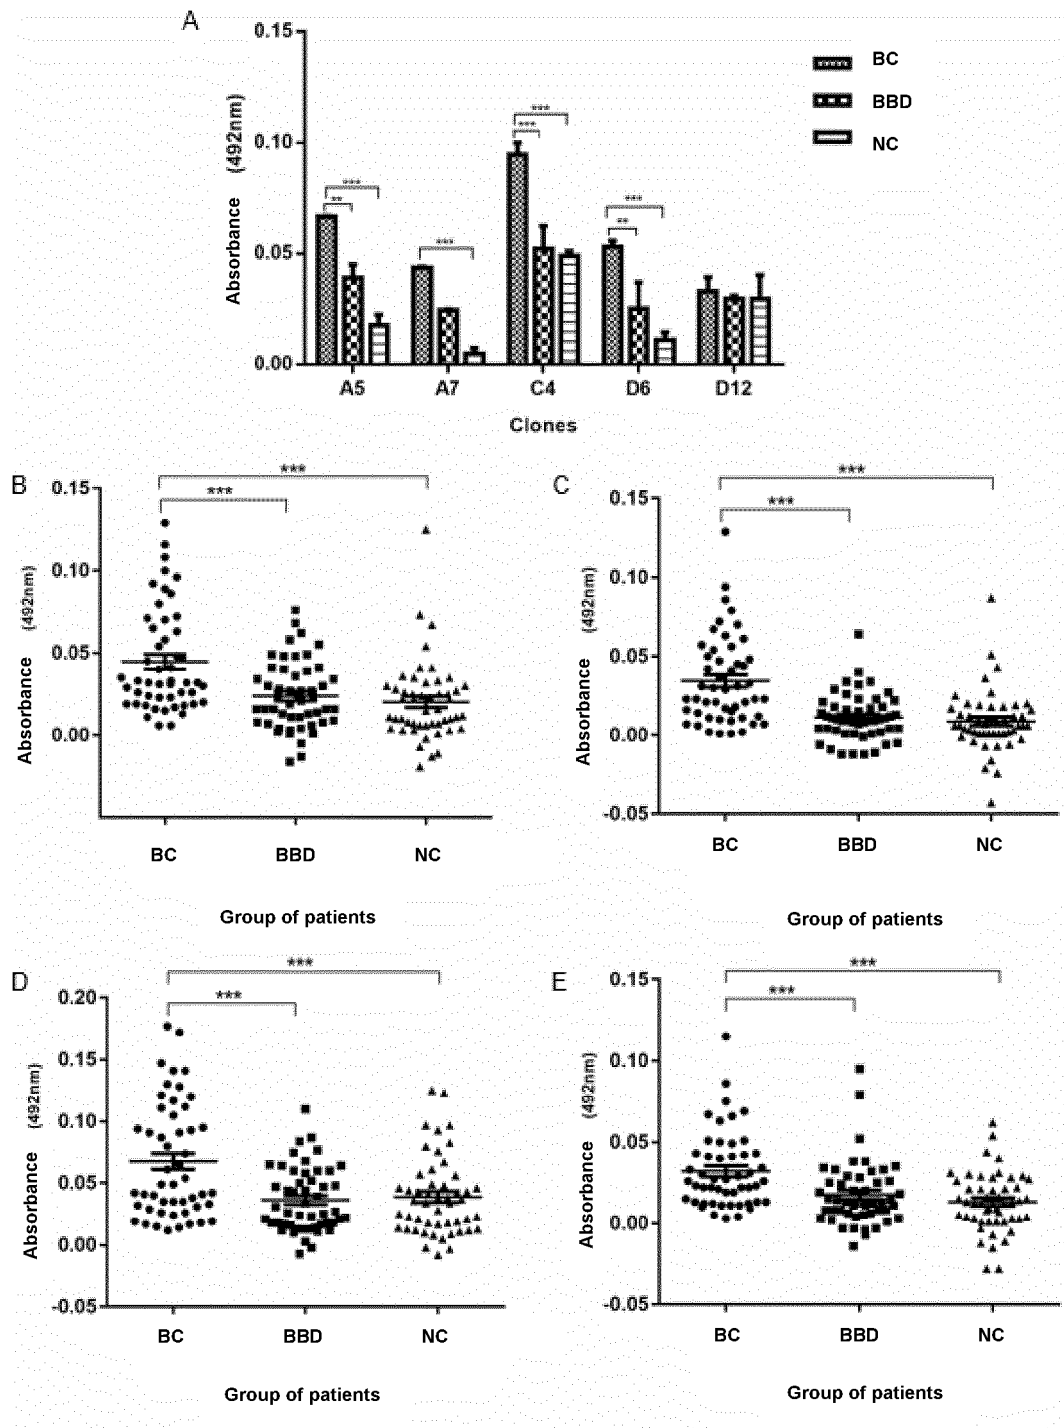 A
0.15
0.10
0.05
0.00
Absorbance (492nm)
***
**
***
***
***
***
**
A5 A7 C4 D6 D12
Clones
BC
BBD
NC
B
***
***
0.15
0.10
0.05
0.00
Absorbance (492nm)
BC BBD NC
Group of patients
C
***
***
0.15
0.10
0.05
0.00
-0.05
Absorbance (492nm)
BC BBD NC
Group of patients
D
***
***
0.20
0.15
0.10
0.05
0.00
-0.05
Absorbance (492nm)
BC BBD NC
Group of patients
E
***
***
0.15
0.10
0.05
0.00
-0.05
Absorbance (492nm)
BC BBD NC
Group of patients